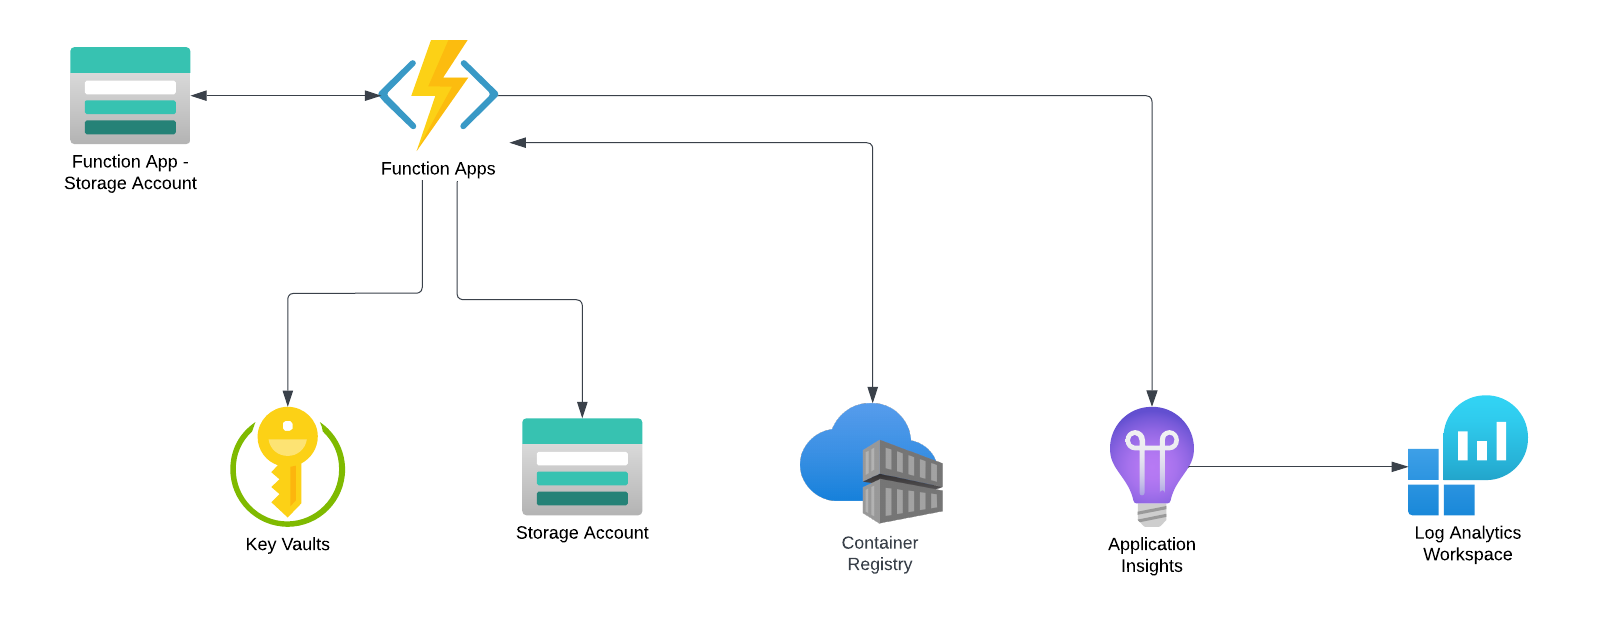 Function App -
Storage Account
Function Apps
Key Vaults
Storage Account
Container
Registry
Application
Insights
Log Analytics
Workspace